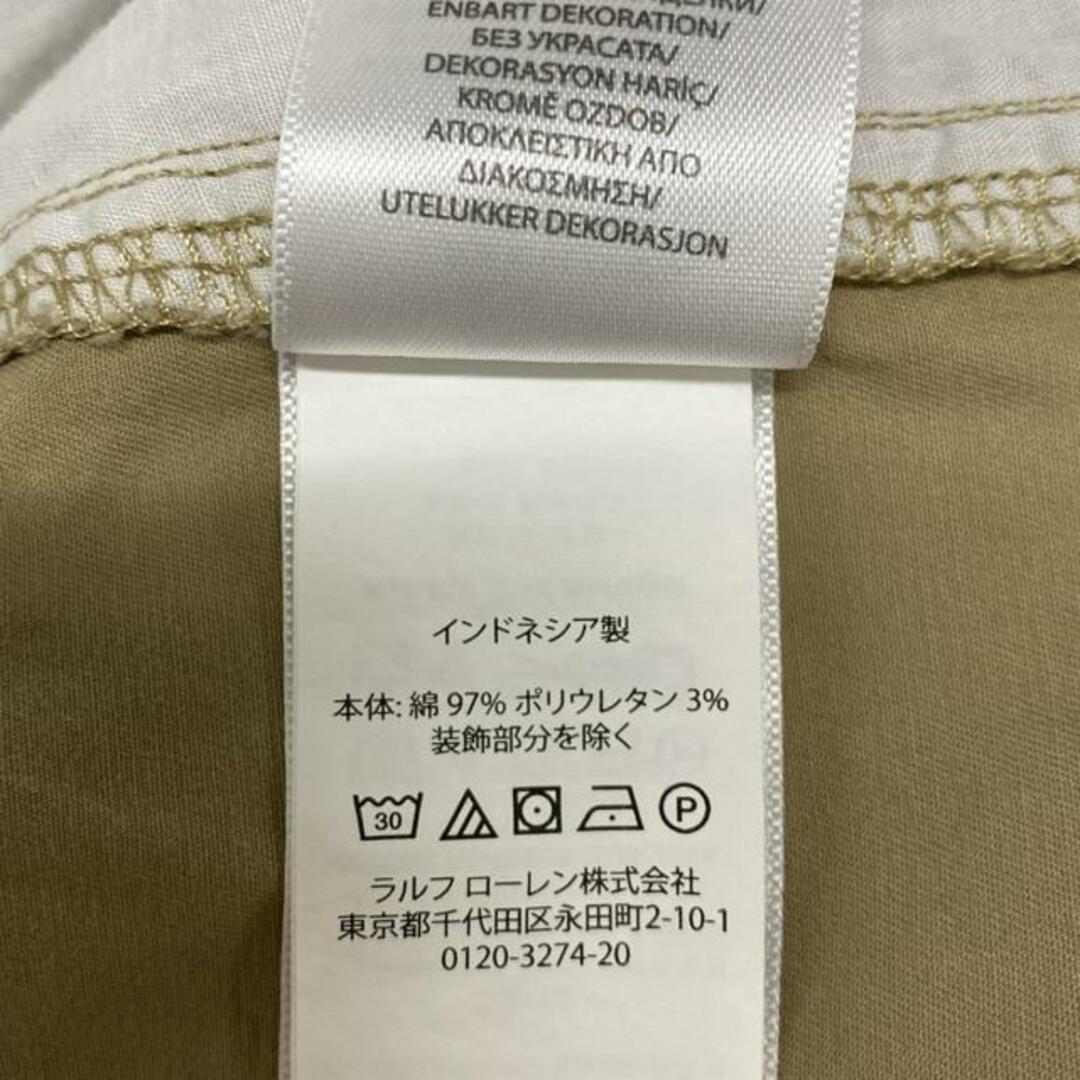 ENBART DEKORATION/
БЕЗ УКРАСАТА/
DEKORASYON HARİÇ/
KROMĚ OZDOB/
ΑΠΟΚΛΕΙΣΤΙΚΗ ΑΠΟ
ΔΙΑΚΟΣΜΗΣΗ/
UTELUKKER DEKORASJON
インドネシア製
本体: 綿 97% ポリウレタン 3%
装飾部分を除く
30 P
ラルフ ローレン株式会社
東京都千代田区永田町2-10-1
0120-3274-20